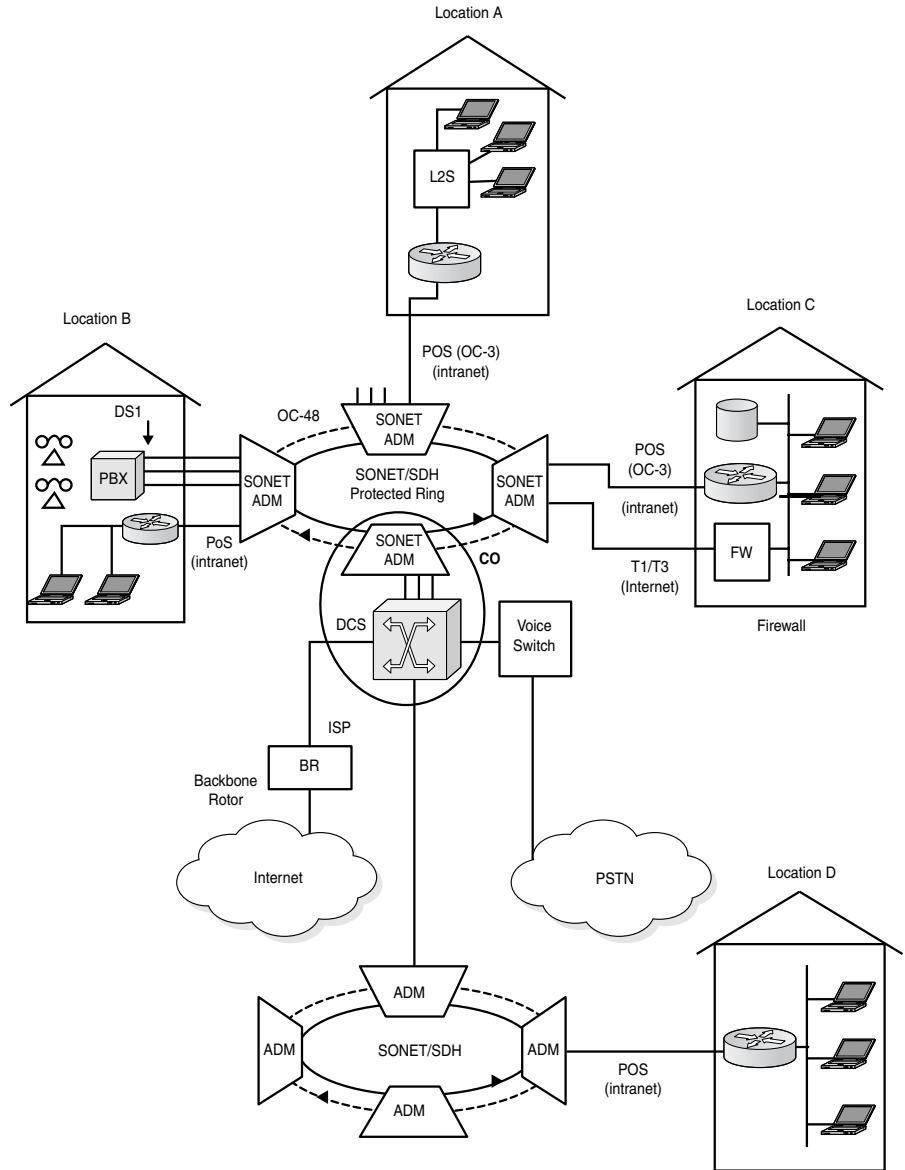 Location A
L2S
POS (OC-3)
(intranet)
Location B
DS1
PBX
PoS
(intranet)
OC-48
SONET
ADM
SONET
ADM
SONET/SDH
Protected Ring
SONET
ADM
SONET
ADM
CO
Location C
POS
(OC-3)
(intranet)
T1/T3
(Internet)
FW
Firewall
DCS
Voice
Switch
ISP
BR
Backbone
Rotor
Internet
PSTN
Location D
ADM
ADM
SONET/SDH
ADM
ADM
POS
(intranet)